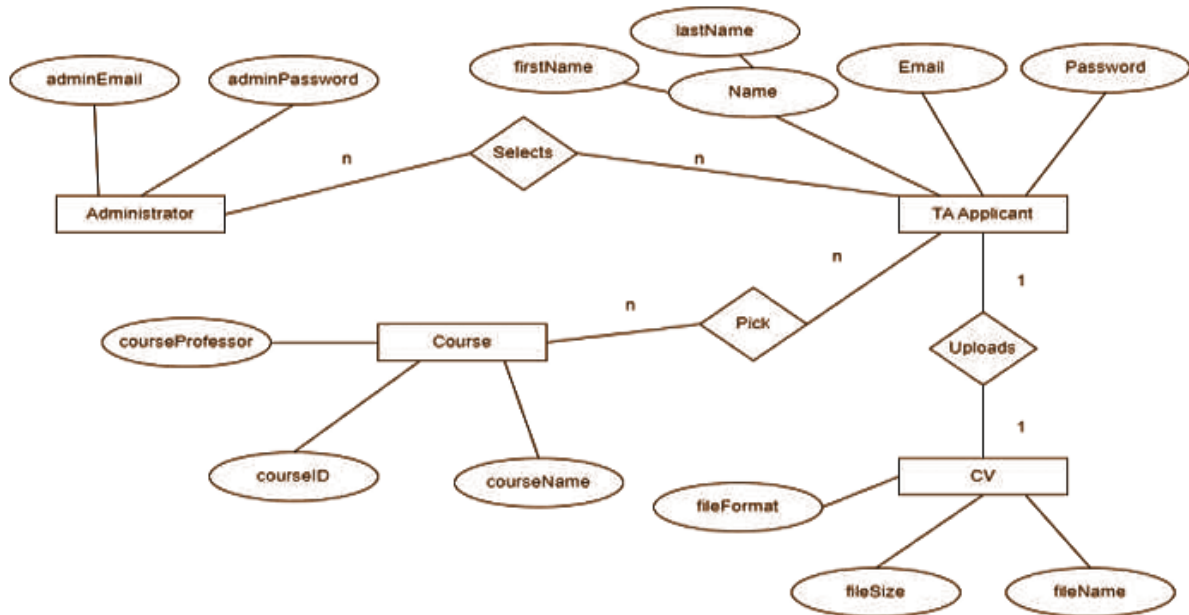 lastName
firstName
Email
Password
adminEmail
adminPassword
Name
n
Selects
n
Administrator
TA Applicant
n
1
n
Pick
courseProfessor
Course
Uploads
1
courseID
courseName
CV
fileFormat
fileSize
fileName